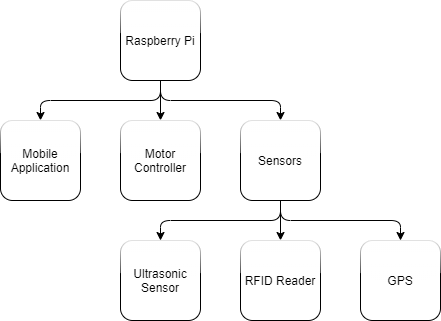 Raspberry Pi
Mobile
Application
Motor
Controller
Sensors
Ultrasonic
Sensor
RFID Reader
GPS